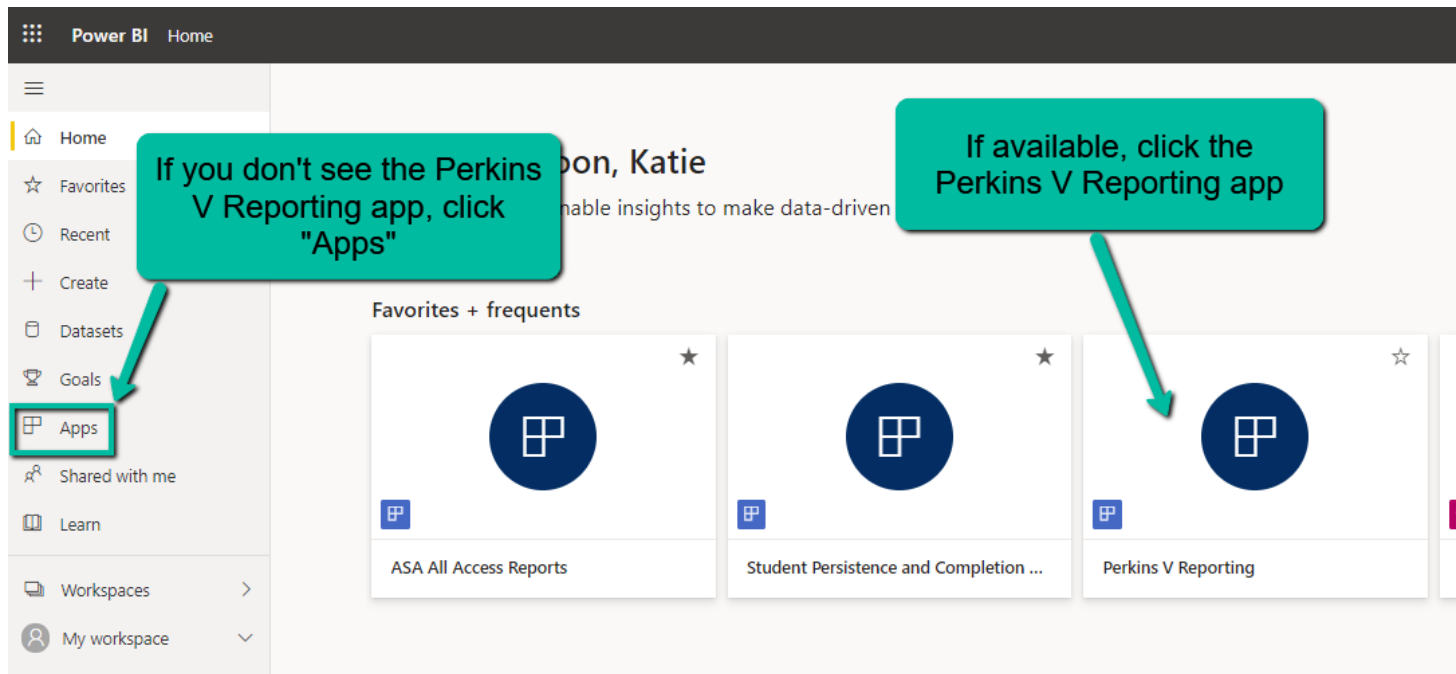 Power BI Home
Home
Favorites
Recent
Create
Datasets
Goals
Apps
Shared with me
Learn
Workspaces
My workspace
If you don't see the Perkins
V Reporting app, click
"Apps"
If available, click the
Perkins V Reporting app
Katie
insights to make data-driven
Favorites + frequents
ASA All Access Reports
Student Persistence and Completion ...
Perkins V Reporting